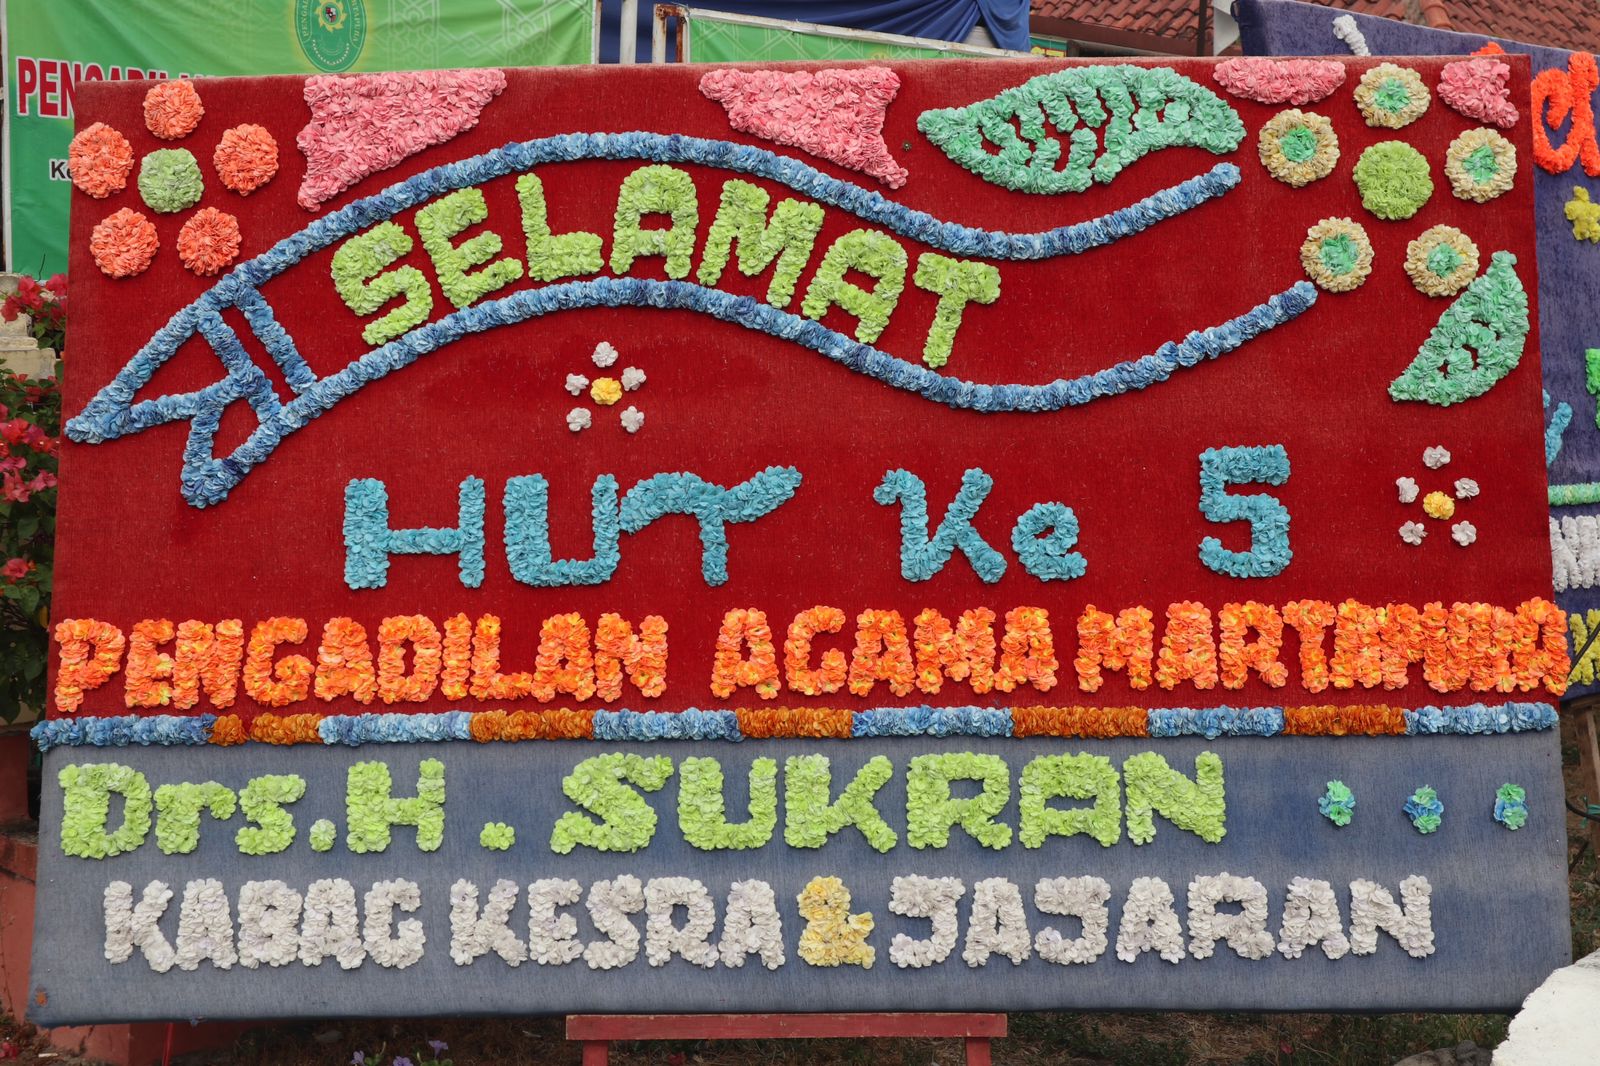 SELAMAT
HUT Ke 5
PENGADILAN AGAMA MARTAPURA
Drs. H. SUKRAN
KABAG KESRA & JAJARAN